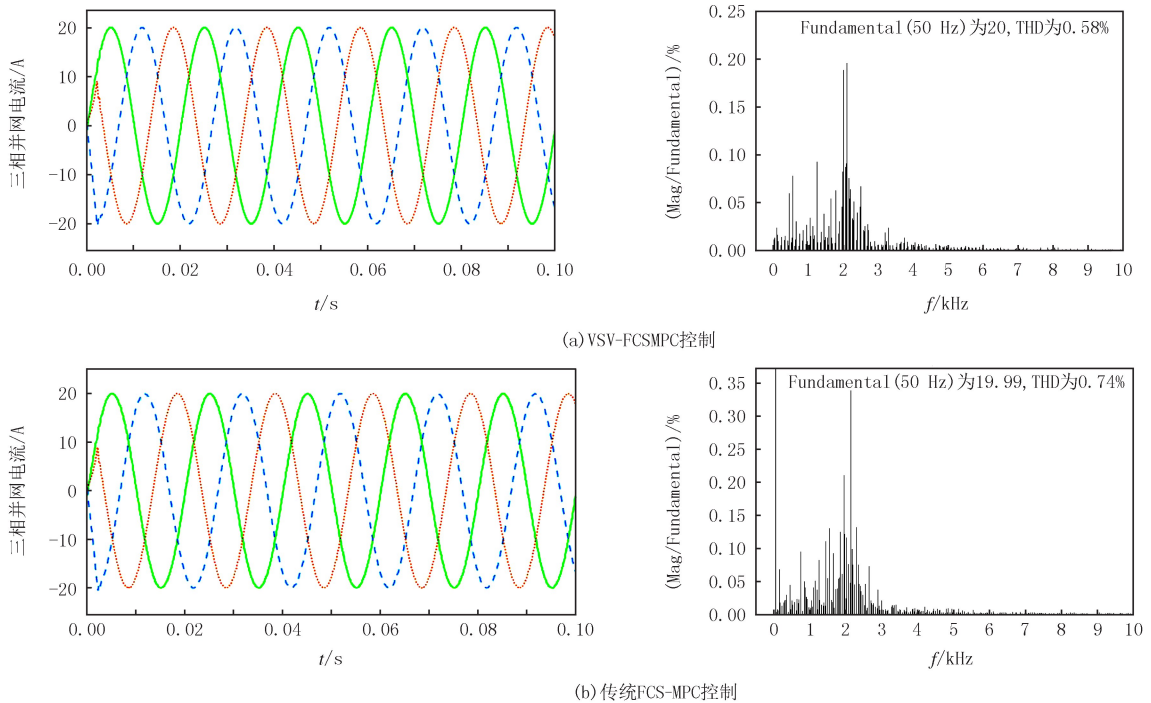 三相并网电流/A
20
10
0
-10
-20
0.00 0.02 0.04 0.06 0.08 0.10
t/s
(Mag/Fundamental)/%
0.25
0.20
0.15
0.10
0.05
0.00
Fundamental(50 Hz)为20,THD为0.58%
0 1 2 3 4 5 6 7 8 9 10
f/kHz
(a)VSV-FCSMPC控制
三相并网电流/A
20
10
0
-10
-20
0.00 0.02 0.04 0.06 0.08 0.10
t/s
(Mag/Fundamental)/%
0.35
0.30
0.25
0.20
0.15
0.10
0.05
0.00
Fundamental(50 Hz)为19.99,THD为0.74%
0 1 2 3 4 5 6 7 8 9 10
f/kHz
(b)传统FCS-MPC控制